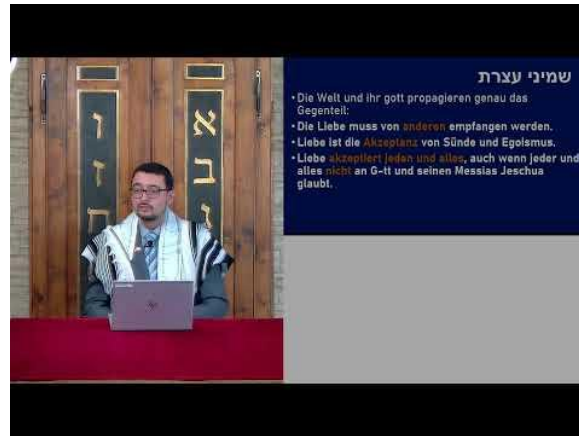 שמיני עצרת
• Die Welt und ihr gott propagieren genau das
Gegenteil:
• Die Liebe muss von anderen empfangen werden.
• Liebe ist die Akzeptanz von Sünde und Egoismus.
• Liebe akzeptiert jeden und alles, auch wenn jeder und
alles nicht an G-tt und seinen Messias Jeschua
glaubt.
א
ב
ו
ז
ח